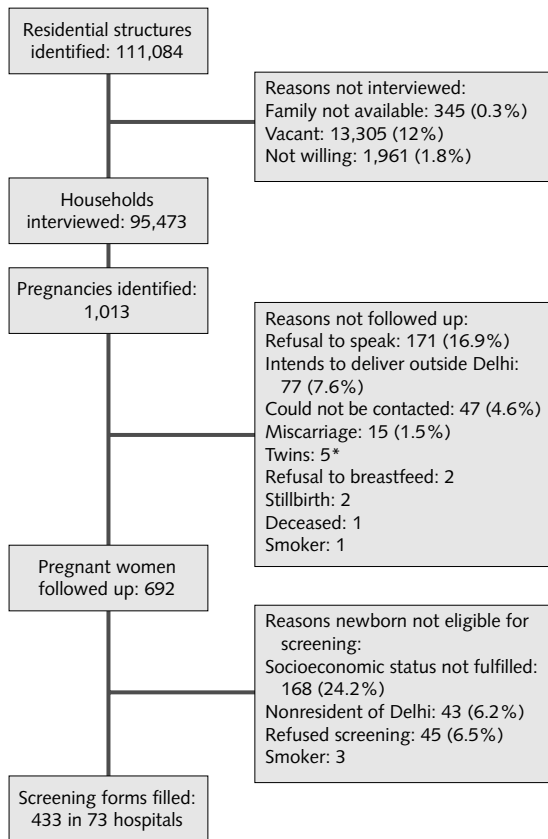 Residential structures
identified: 111,084
Reasons not interviewed:
Family not available: 345 (0.3%)
Vacant: 13,305 (12%)
Not willing: 1,961 (1.8%)
Households
interviewed: 95,473
Pregnancies identified:
1,013
Reasons not followed up:
Refusal to speak: 171 (16.9%)
Intends to deliver outside Delhi:
77 (7.6%)
Could not be contacted: 47 (4.6%)
Miscarriage: 15 (1.5%)
Twins: 5*
Refusal to breastfeed: 2
Stillbirth: 2
Deceased: 1
Smoker: 1
Pregnant women
followed up: 692
Reasons newborn not eligible for
screening:
Socioeconomic status not fulfilled:
168 (24.2%)
Nonresident of Delhi: 43 (6.2%)
Refused screening: 45 (6.5%)
Smoker: 3
Screening forms filled:
433 in 73 hospitals